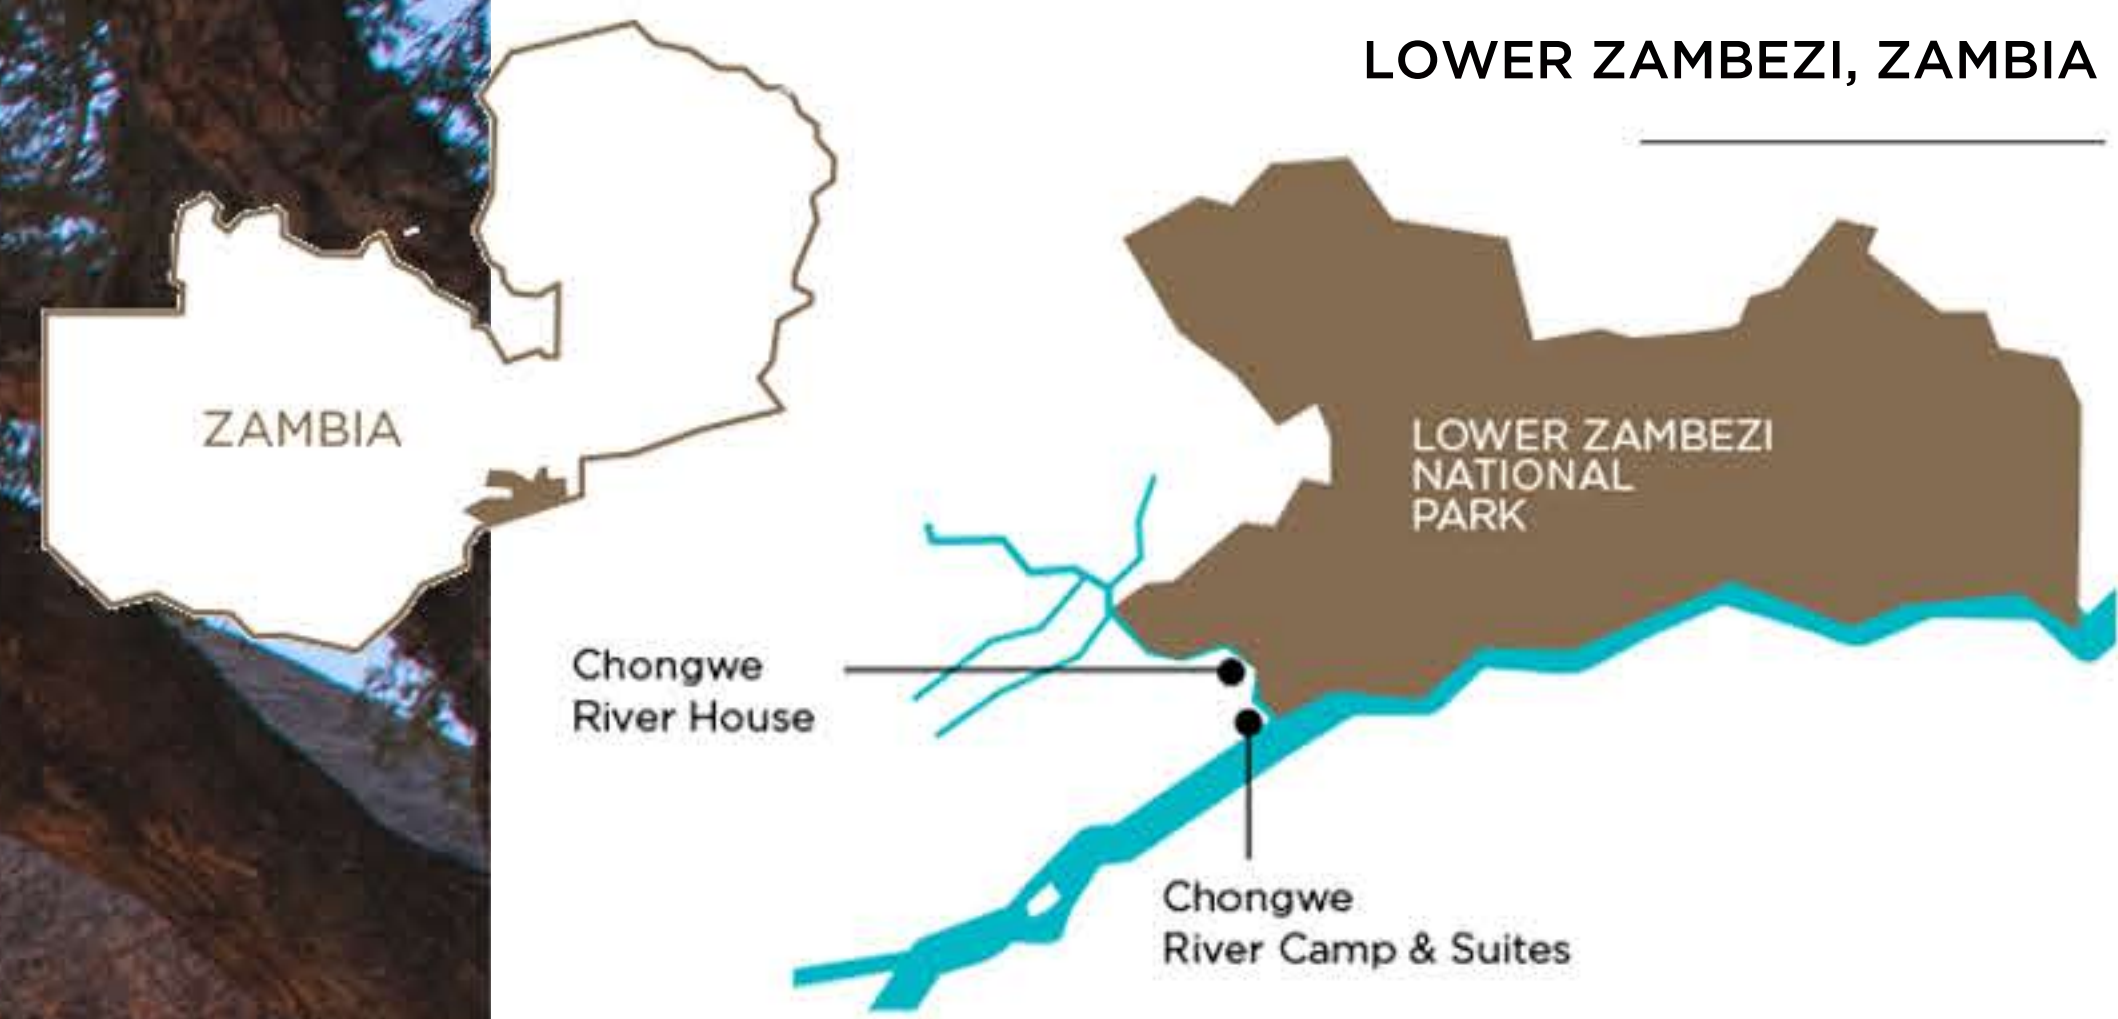 LOWER ZAMBEZI, ZAMBIA
ZAMBIA
LOWER ZAMBEZI
NATIONAL
PARK
Chongwe
River House
Chongwe
River Camp & Suites